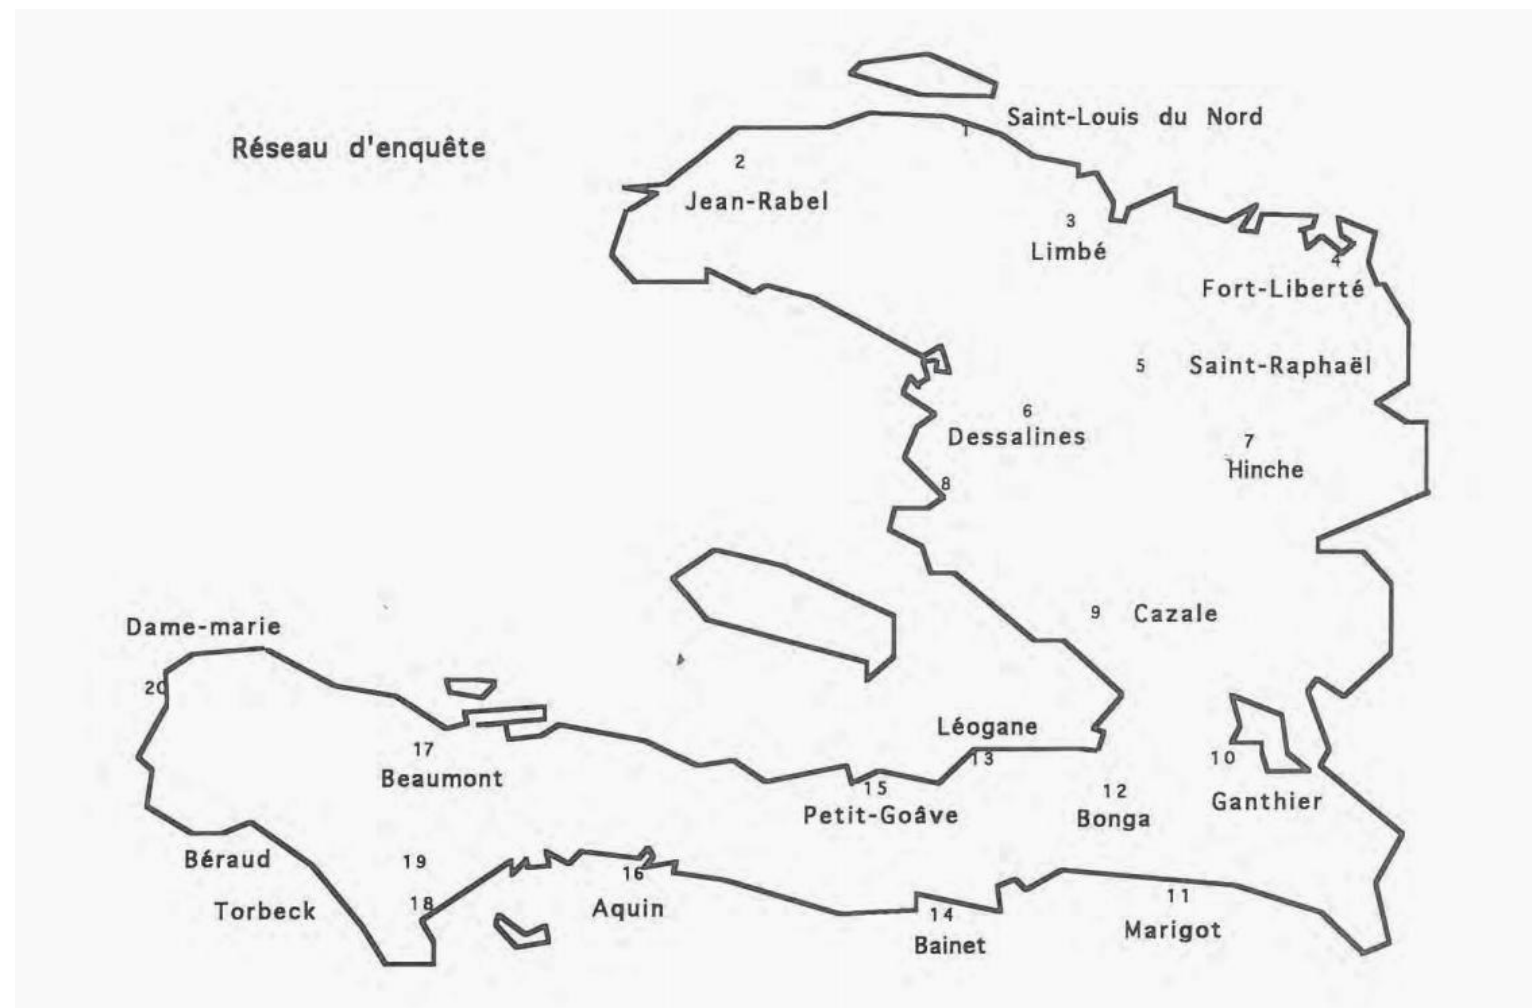 Saint-Louis du Nord
1
Réseau d'enquête
2
Jean-Rabel
3
Limbé
4
Fort-Liberté
5 Saint-Raphaël
6
Dessalines
7
Hinche
8
9 Cazale
Dame-marie
20
Léogane
13
17
Beaumont
10
Ganthier
15
Petit-Goâve
12
Bonga
Béraud 19
16
Aquin
Torbeck 18
14
Bainet
11
Marigot